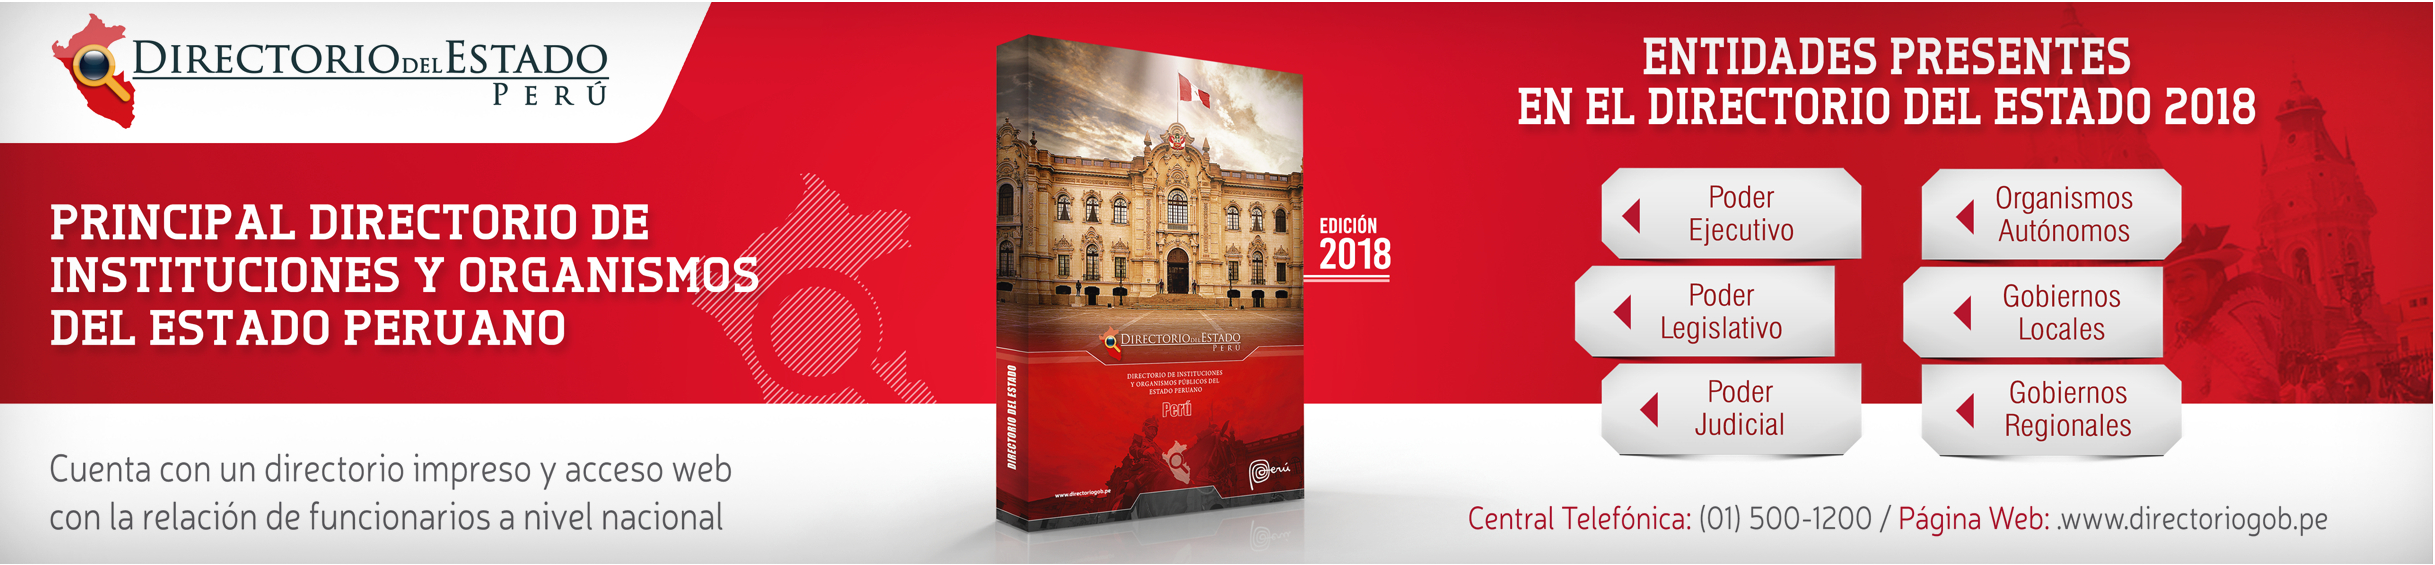 DIRECTORIO DEL ESTADO
PERÚ
PRINCIPAL DIRECTORIO DE
INSTITUCIONES Y ORGANISMOS
DEL ESTADO PERUANO
Cuenta con un directorio impreso y acceso web
con la relación de funcionarios a nivel nacional
DIRECTORIO DEL ESTADO
DIRECTORIO DEL ESTADO
PERÚ
DIRECTORIO DE INSTITUCIONES
Y ORGANISMOS PÚBLICOS DEL
ESTADO PERUANO
Perú
Perú
www.directoriogob.pe
EDICIÓN
2018
ENTIDADES PRESENTES
EN EL DIRECTORIO DEL ESTADO 2018
Poder
Ejecutivo
Poder
Legislativo
Poder
Judicial
Organismos
Autónomos
Gobiernos
Locales
Gobiernos
Regionales
Central Telefónica: (01) 500-1200 / Página Web: .www.directoriogob.pe